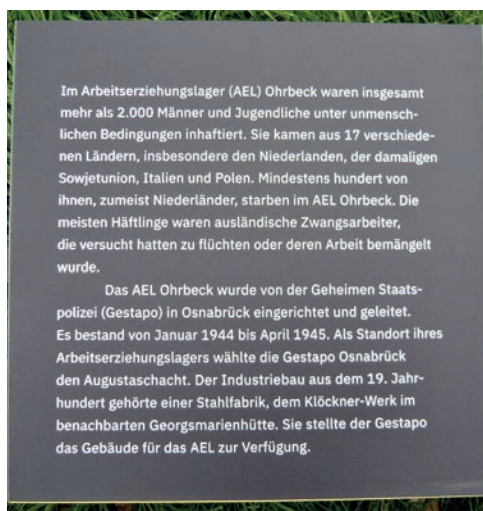 Im Arbeitserziehungslager (AEL) Ohrbeck waren insgesamt
mehr als 2.000 Männer und Jugendliche unter unmensch-
lichen Bedingungen inhaftiert. Sie kamen aus 17 verschiede-
nen Ländern, insbesondere den Niederlanden, der damaligen
Sowjetunion, Italien und Polen. Mindestens hundert von
ihnen, zumeist Niederländer, starben im AEL Ohrbeck. Die
meisten Häftlinge waren ausländische Zwangsarbeiter,
die versucht hatten zu flüchten oder deren Arbeit bemängelt
wurde.
Das AEL Ohrbeck wurde von der Geheimen Staats-
polizei (Gestapo) in Osnabrück eingerichtet und geleitet.
Es bestand von Januar 1944 bis April 1945. Als Standort ihres
Arbeitserziehungslagers wählte die Gestapo Osnabrück
den Augustaschacht. Der Industriebau aus dem 19. Jahr-
hundert gehörte einer Stahlfabrik, dem Klöckner-Werk im
benachbarten Georgsmarienhütte. Sie stellte der Gestapo
das Gebäude für das AEL zur Verfügung.